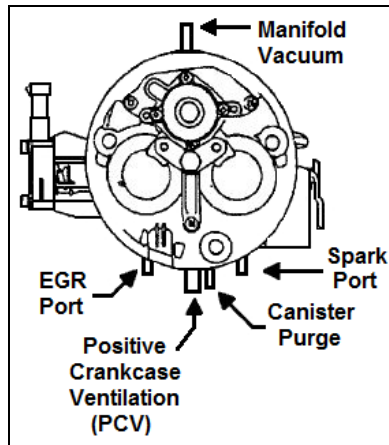 Manifold
Vacuum
EGR
Port
Spark
Port
Canister
Purge
Positive
Crankcase
Ventilation
(PCV)